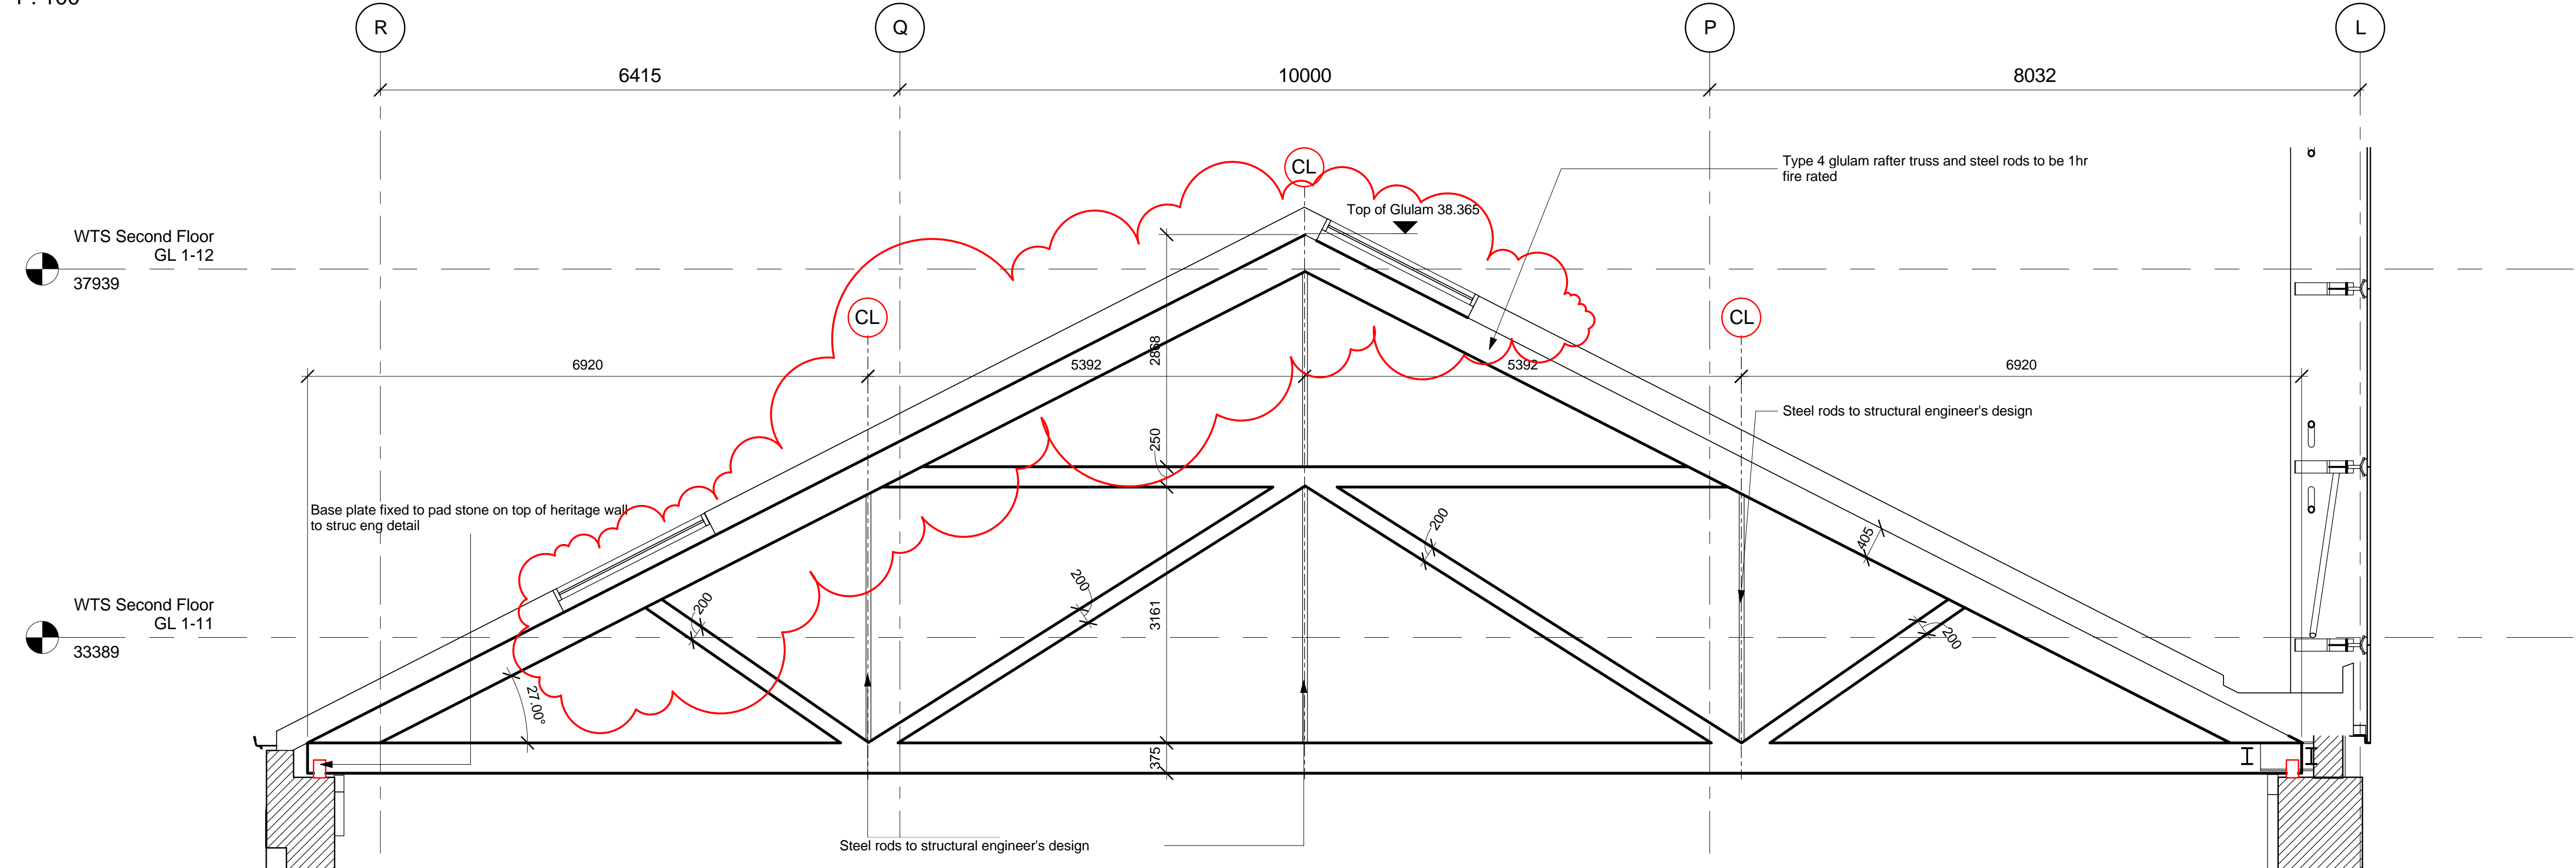 R
Q
P
L
6415
10000
8032
CL
Type 4 glulam rafter truss and steel rods to be 1hr
fire rated
Top of Glulam 38.365
WTS Second Floor
GL 1-12
37939
CL
CL
2868
6920
5392
5392
6920
Steel rods to structural engineer's design
250
Base plate fixed to pad stone on top of heritage wall
to struc eng detail
200
405
200
200
3161
200
WTS Second Floor
GL 1-11
33389
27.00°
375
Steel rods to structural engineer's design